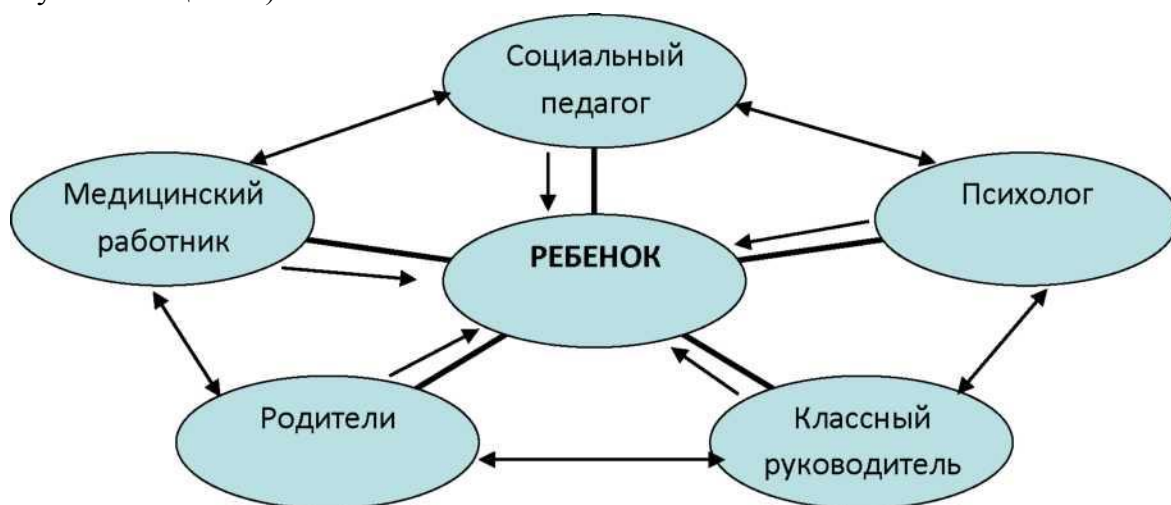 Социальный
педагог
Медицинский
работник
Психолог
РЕБЕНОК
Родители
Классный
руководитель